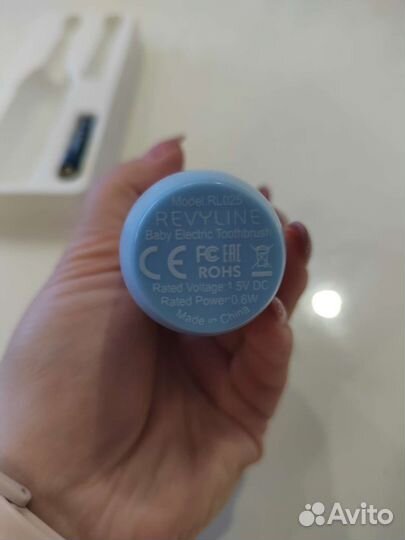 Model:RL025
REVYLINE
Baby Electric Toothbrush
CE FC EAC
ROHS
Rated Voltage:1.5V DC
Rated Power:0.6W
Made in China
Avito